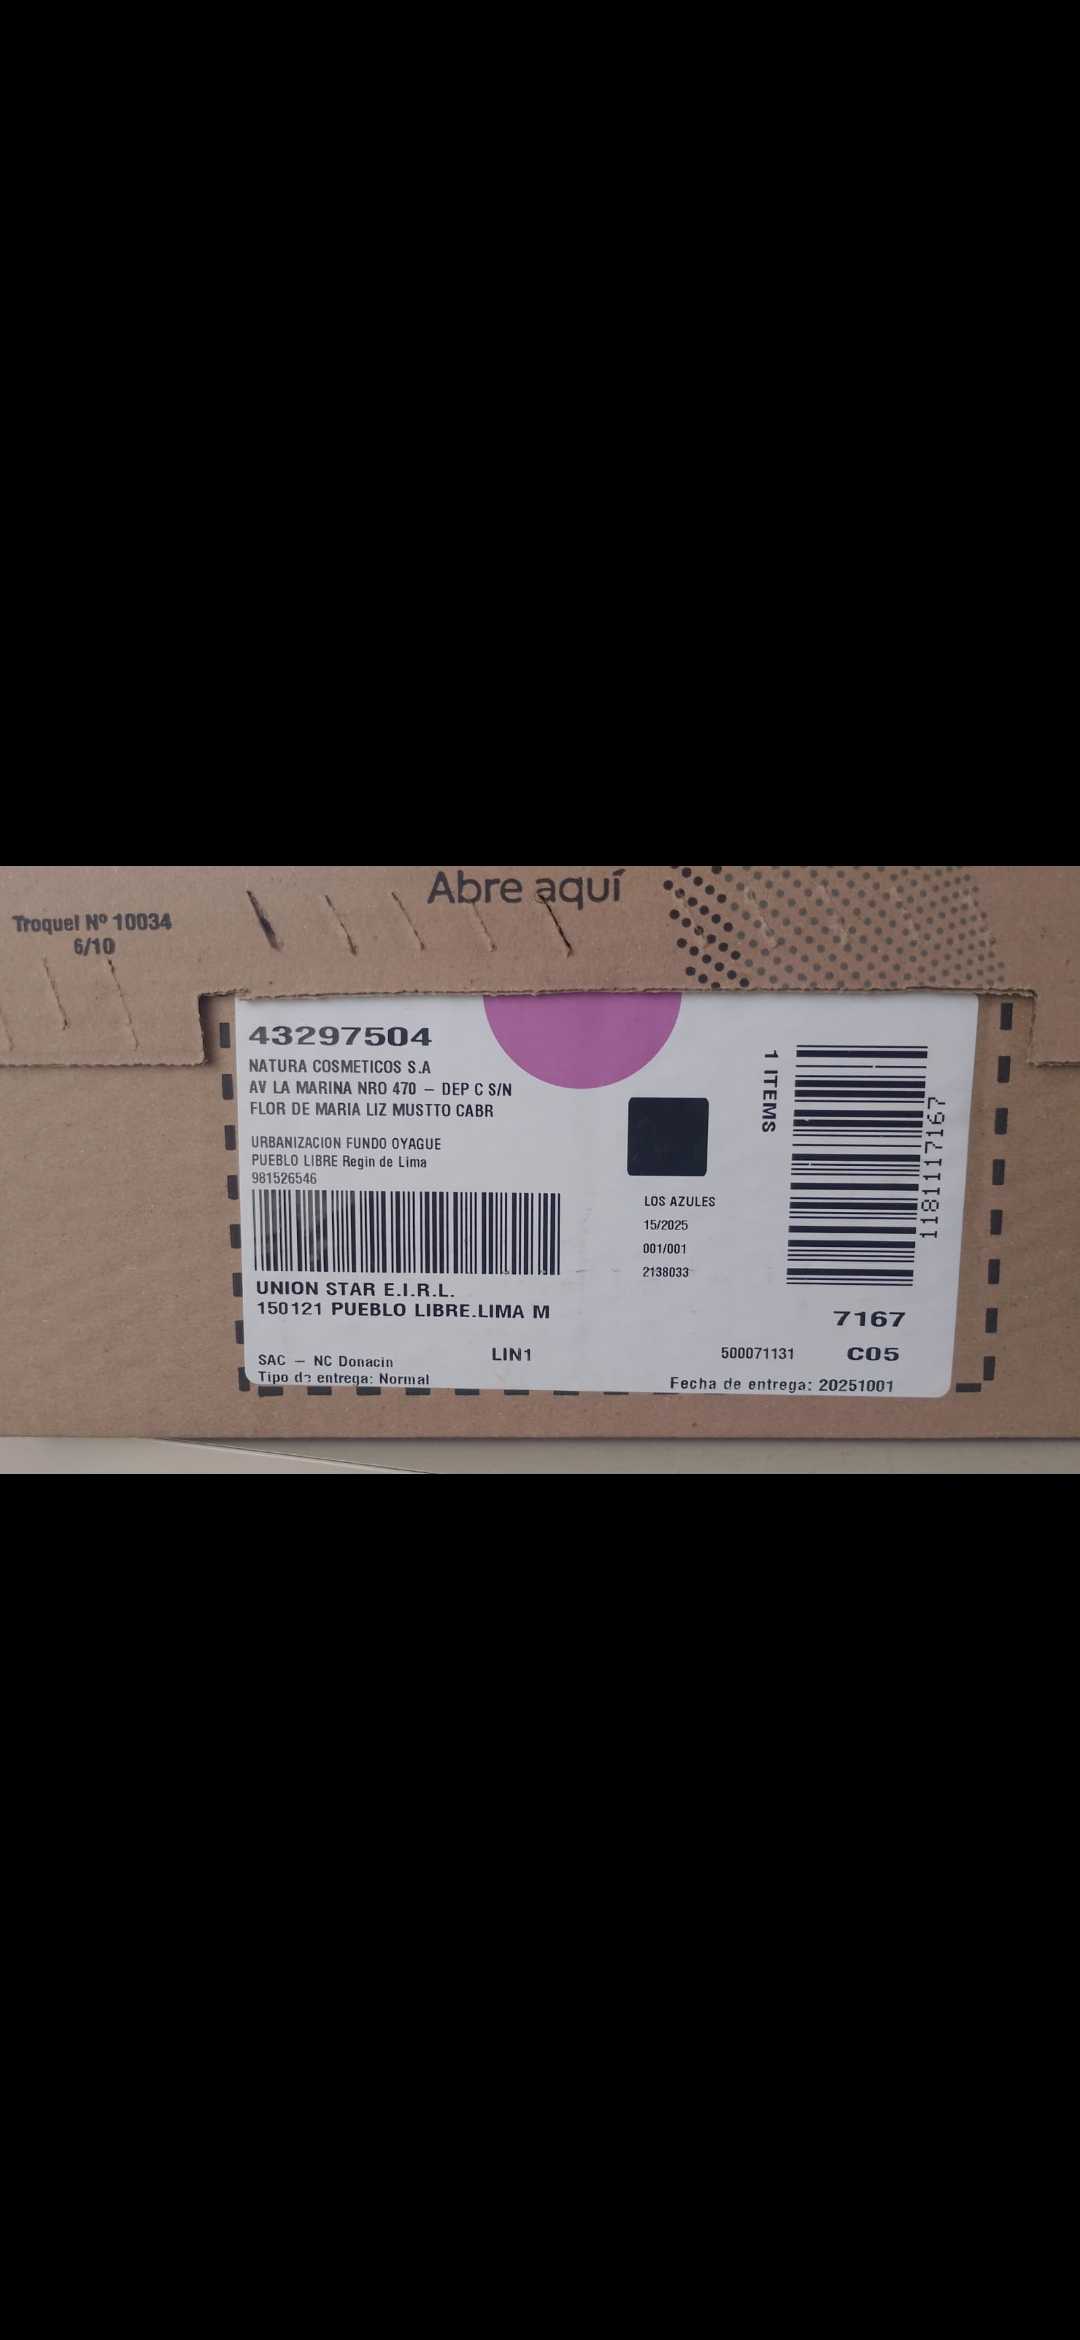 Abre aquí
Troquel Nº 10034
6/10
43297504
NATURA COSMETICOS S.A
AV LA MARINA NRO 470 – DEP C S/N
FLOR DE MARIA LIZ MUSTTO CABR
URBANIZACION FUNDO OYAGUE
PUEBLO LIBRE Regin de Lima
981526546
UNION STAR E.I.R.L.
150121 PUEBLO LIBRE.LIMA M
SAC – NC Donacin
LIN1
Tipo de entrega: Normal
LOS AZULES
15/2025
001/001
2138033
1 ITEMS
1181117167
7167
500071131
C05
Fecha de entrega: 20251001